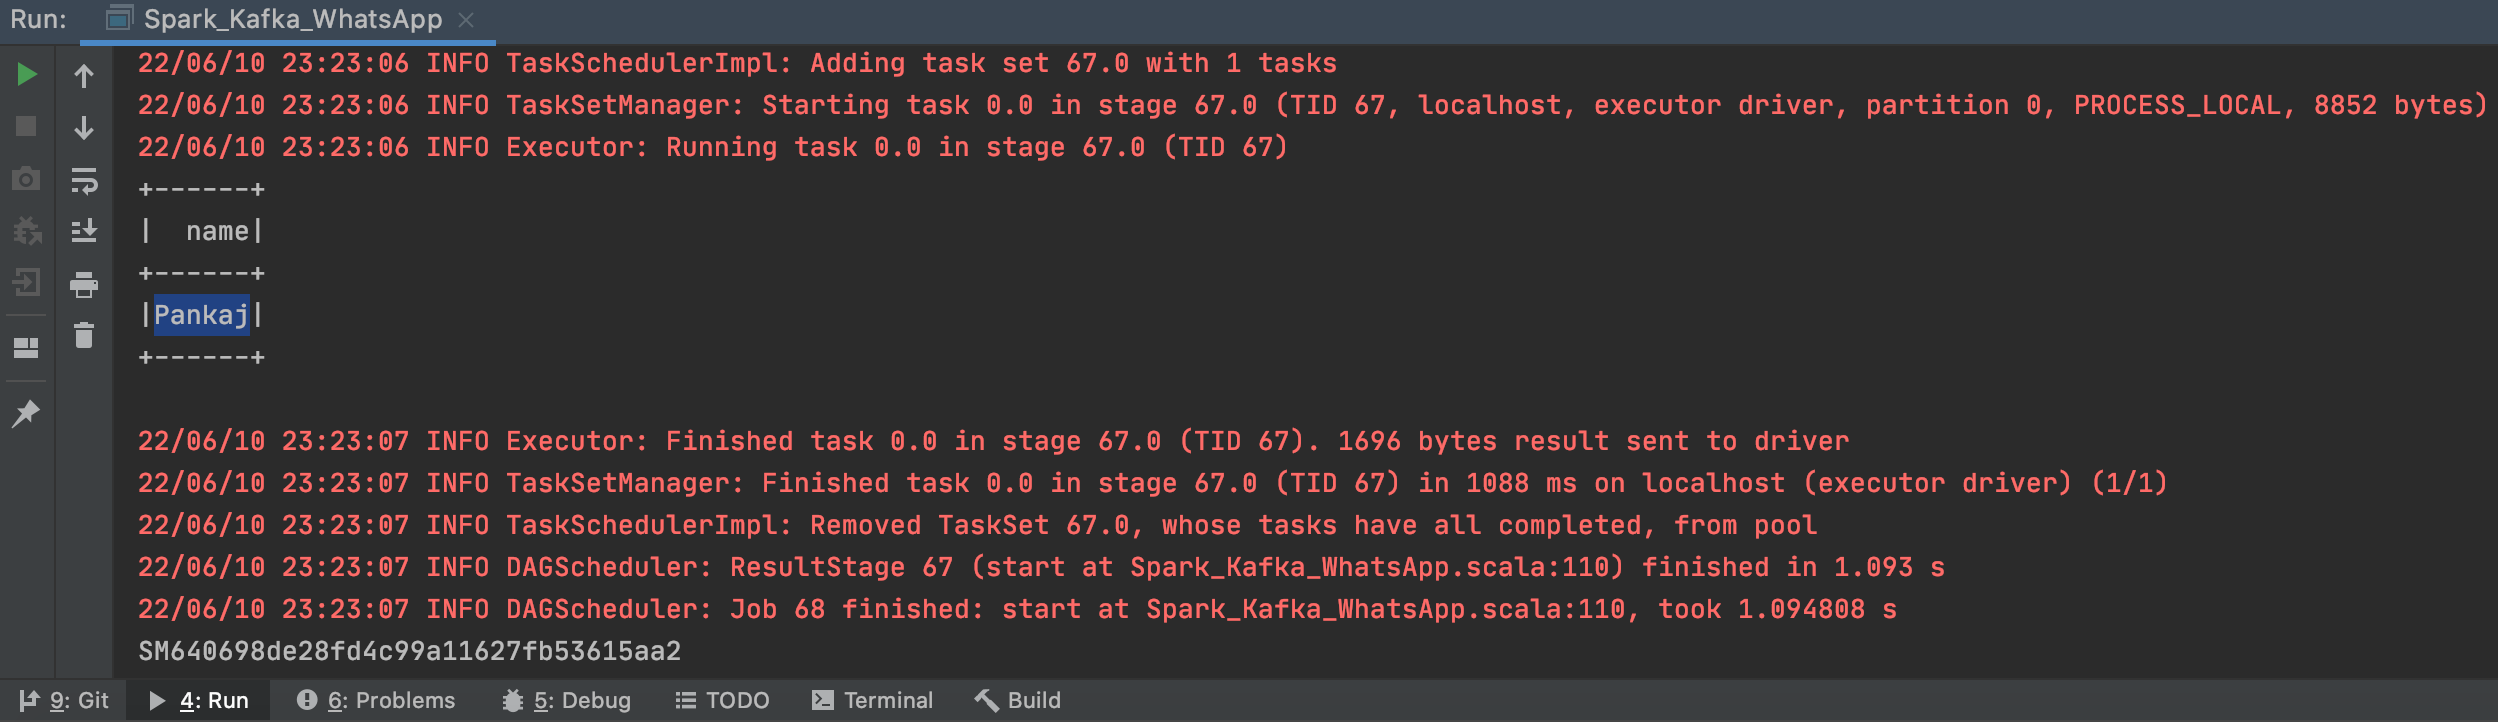 Run: Spark_Kafka_WhatsApp
22/06/10 23:23:06 INFO TaskSchedulerImpl: Adding task set 67.0 with 1 tasks
22/06/10 23:23:06 INFO TaskSetManager: Starting task 0.0 in stage 67.0 (TID 67, localhost, executor driver, partition 0, PROCESS_LOCAL, 8852 bytes)
22/06/10 23:23:06 INFO Executor: Running task 0.0 in stage 67.0 (TID 67)
+------+
|  name|
+------+
|Pankaj|
+------+
22/06/10 23:23:07 INFO Executor: Finished task 0.0 in stage 67.0 (TID 67). 1696 bytes result sent to driver
22/06/10 23:23:07 INFO TaskSetManager: Finished task 0.0 in stage 67.0 (TID 67) in 1088 ms on localhost (executor driver) (1/1)
22/06/10 23:23:07 INFO TaskSchedulerImpl: Removed TaskSet 67.0, whose tasks have all completed, from pool
22/06/10 23:23:07 INFO DAGScheduler: ResultStage 67 (start at Spark_Kafka_WhatsApp.scala:110) finished in 1.093 s
22/06/10 23:23:07 INFO DAGScheduler: Job 68 finished: start at Spark_Kafka_WhatsApp.scala:110, took 1.094808 s
SM640698de28fd4c99a11627fb53615aa2
9: Git 4: Run 6: Problems 5: Debug TODO Terminal Build